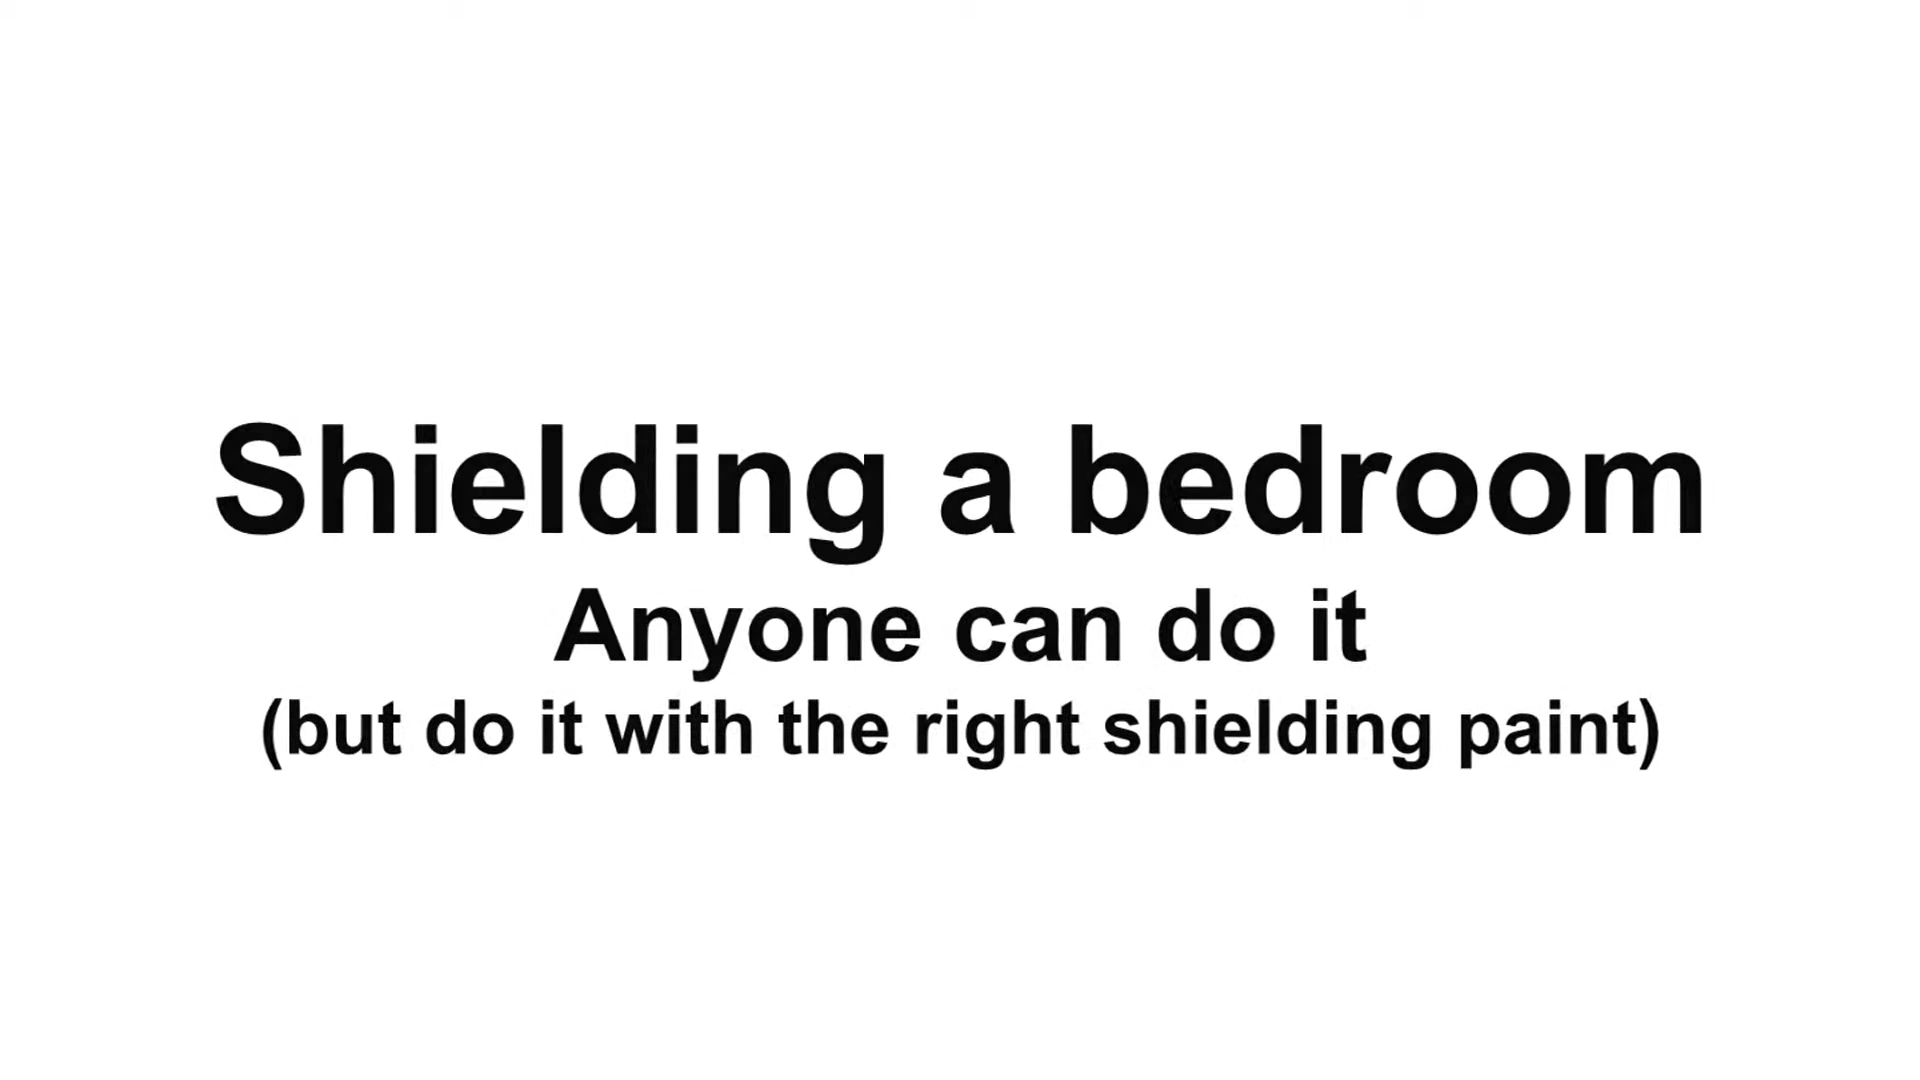 Shielding a bedroom
Anyone can do it
(but do it with the right shielding paint)